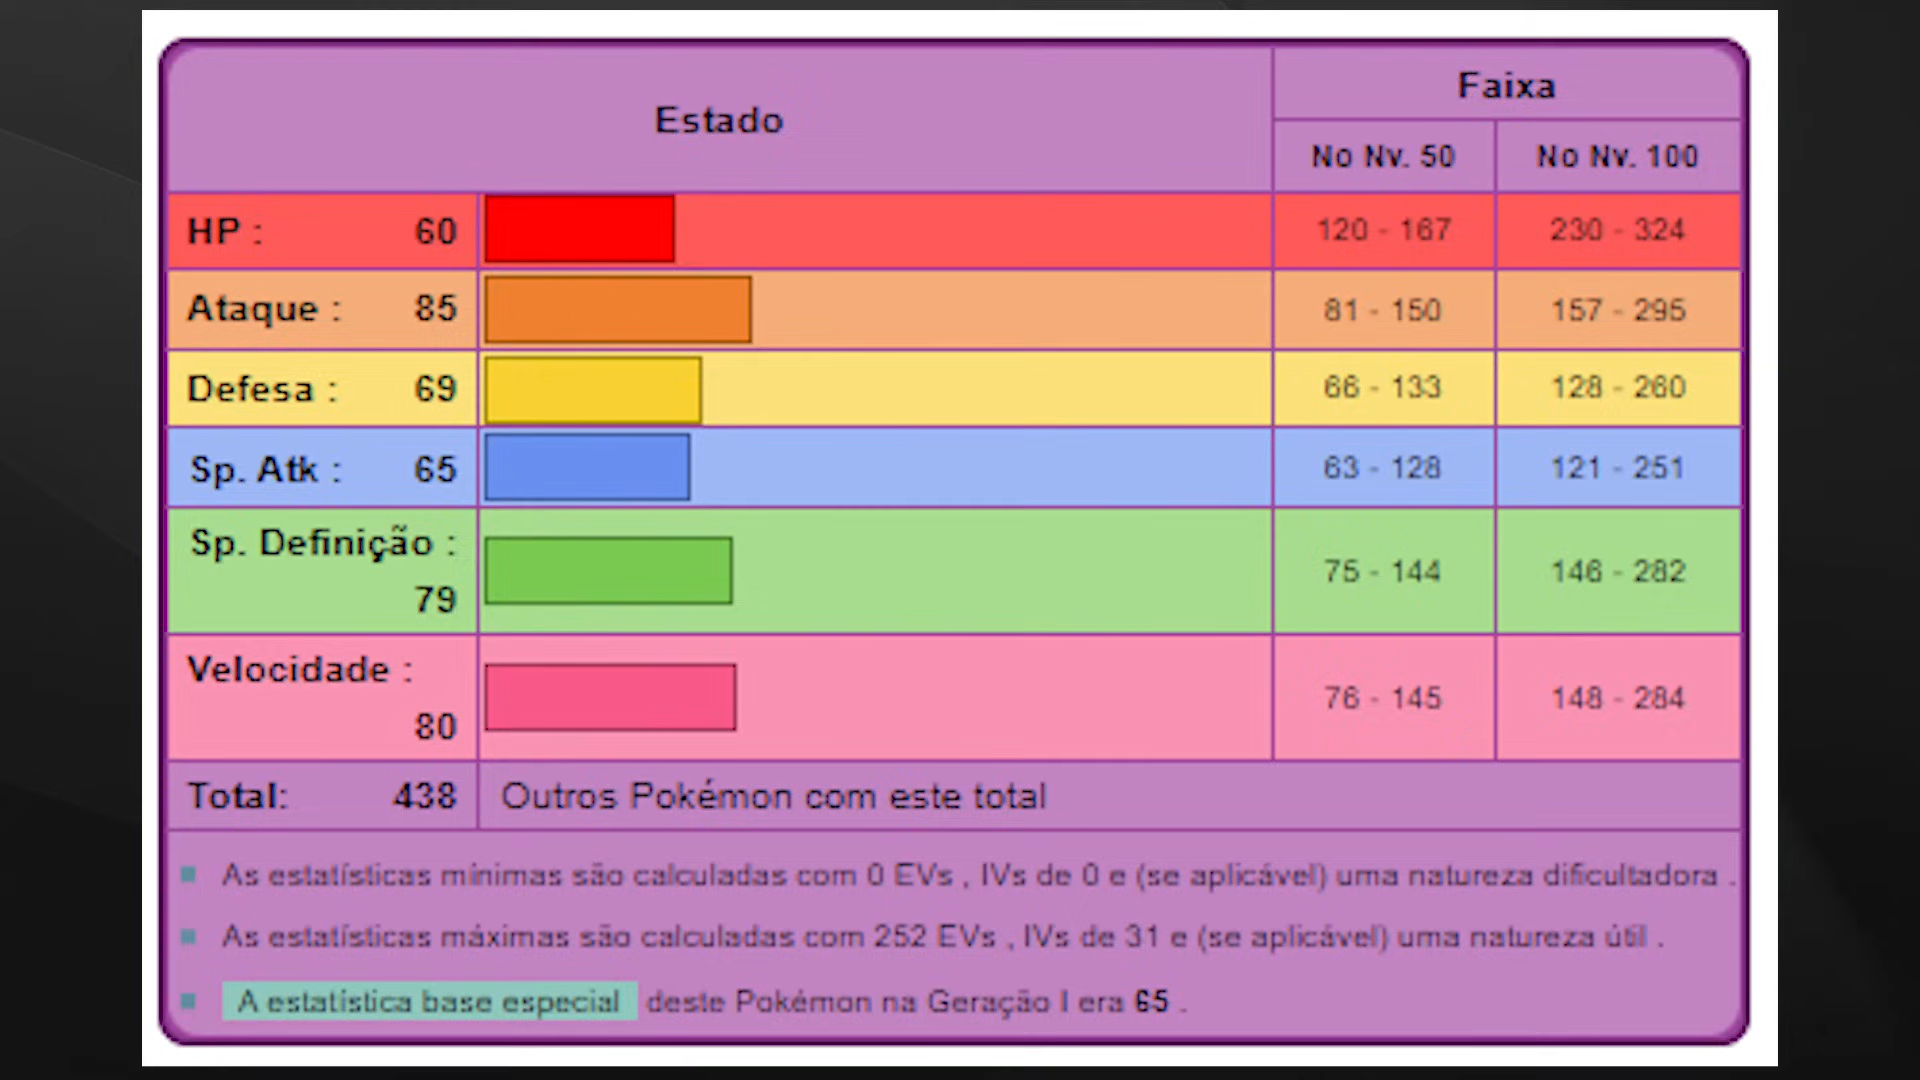 Estado
Faixa
No Nv. 50 No Nv. 100
HP : 60 120 - 167 230 - 324
Ataque : 85 81 - 150 157 - 295
Defesa : 69 66 - 133 128 - 260
Sp. Atk : 65 63 - 128 121 - 251
Sp. Definição :
79 75 - 144 146 - 282
Velocidade :
80 76 - 145 148 - 284
Total: 438 Outros Pokémon com este total
As estatísticas mínimas são calculadas com 0 EVs , IVs de 0 e (se aplicável) uma natureza dificultadora .
As estatísticas máximas são calculadas com 252 EVs , IVs de 31 e (se aplicável) uma natureza útil .
A estatística base especial deste Pokémon na Geração I era 65 .